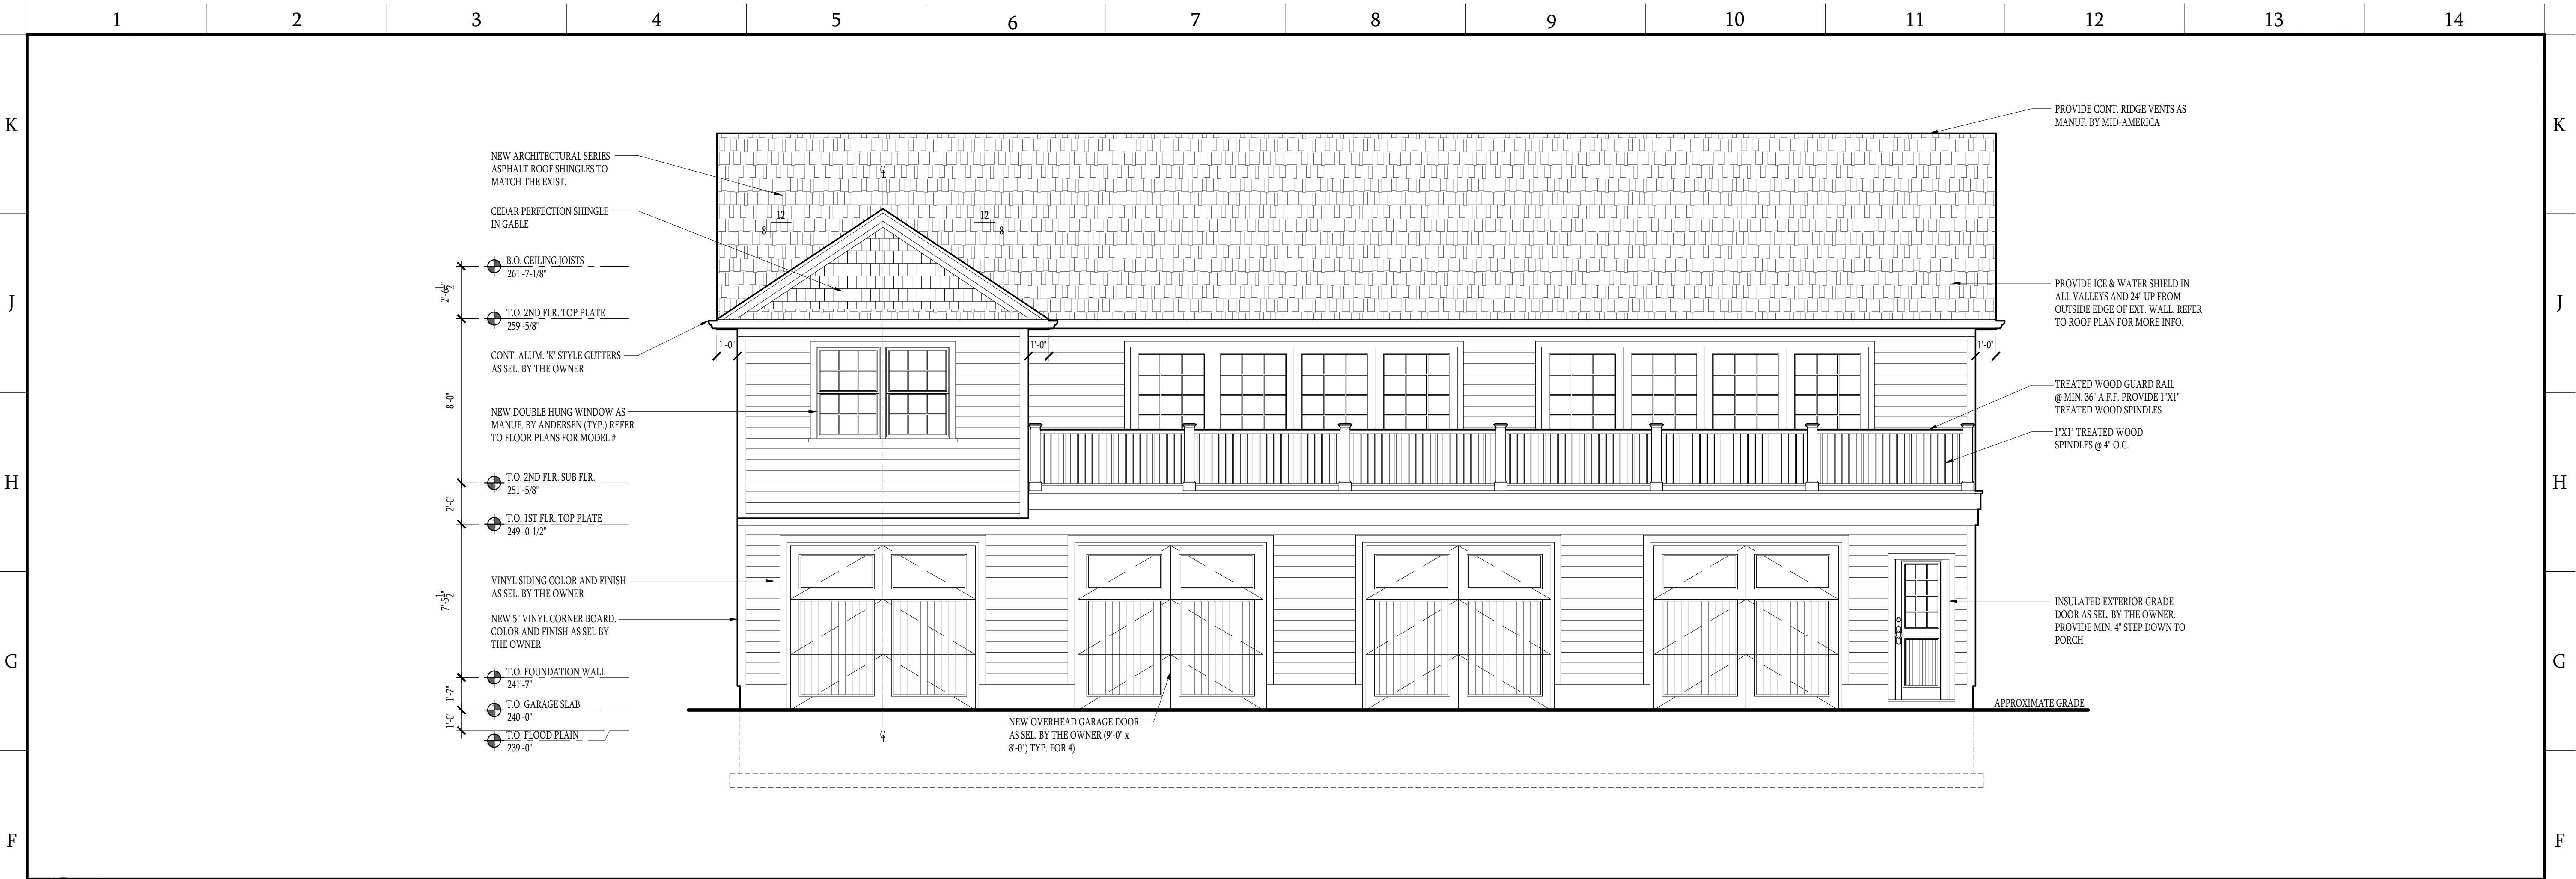 1 2 3 4 5 6 7 8 9 10 11 12 13 14
K
J
H
G
F
NEW ARCHITECTURAL SERIES
ASPHALT ROOF SHINGLES TO
MATCH THE EXIST.
CEDAR PERFECTION SHINGLE
IN GABLE
B.O. CEILING JOISTS
261'-7-1/8"
2'-6 1/2"
T.O. 2ND FLR. TOP PLATE
259'-5/8"
CONT. ALUM. 'K' STYLE GUTTERS
AS SEL. BY THE OWNER
8'-0"
NEW DOUBLE HUNG WINDOW AS
MANUF. BY ANDERSEN (TYP.) REFER
TO FLOOR PLANS FOR MODEL #
T.O. 2ND FLR. SUB FLR.
251'-5/8"
2'-0"
T.O. 1ST FLR. TOP PLATE
249'-0-1/2"
VINYL SIDING COLOR AND FINISH
AS SEL. BY THE OWNER
7'-5 1/2"
NEW 5" VINYL CORNER BOARD.
COLOR AND FINISH AS SEL BY
THE OWNER
T.O. FOUNDATION WALL
241'-7"
1'-7"
T.O. GARAGE SLAB
240'-0"
1'-0"
T.O. FLOOD PLAIN
239'-0"
CL
12
8
12
8
1'-0"
1'-0"
1'-0"
CL
NEW OVERHEAD GARAGE DOOR
AS SEL. BY THE OWNER (9'-0" x
8'-0") TYP. FOR 4)
PROVIDE CONT. RIDGE VENTS AS
MANUF. BY MID-AMERICA
PROVIDE ICE & WATER SHIELD IN
ALL VALLEYS AND 24" UP FROM
OUTSIDE EDGE OF EXT. WALL. REFER
TO ROOF PLAN FOR MORE INFO.
TREATED WOOD GUARD RAIL
@ MIN. 36" A.F.F. PROVIDE 1"X1"
TREATED WOOD SPINDLES
1"X1" TREATED WOOD
SPINDLES @ 4" O.C.
INSULATED EXTERIOR GRADE
DOOR AS SEL. BY THE OWNER.
PROVIDE MIN. 4" STEP DOWN TO
PORCH
APPROXIMATE GRADE
K
J
H
G
F